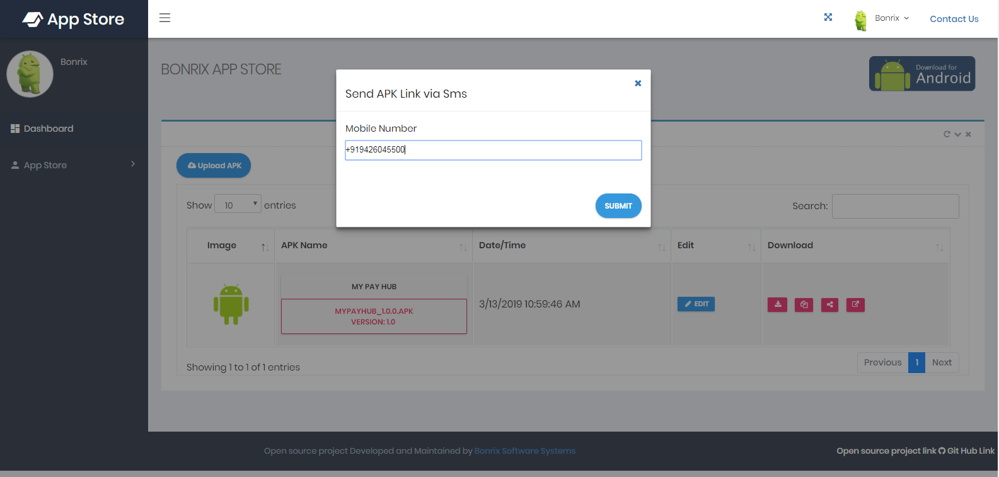 App Store
Bonrix
Contact Us
Bonrix
Dashboard
App Store
BONRIX APP STORE
Download for
Android
Send APK Link via Sms
Mobile Number
+919426045500
SUBMIT
Upload APK
Show 10 entries
Search:
Image APK Name Date/Time Edit Download
MY PAY HUB
MYPAYHUB_1.0.0.APK
VERSION: 1.0
3/13/2019 10:59:46 AM
EDIT
Showing 1 to 1 of 1 entries
Previous 1 Next
Open source project Developed and Maintained by Bonrix Software Systems
Open source project link Git Hub Link